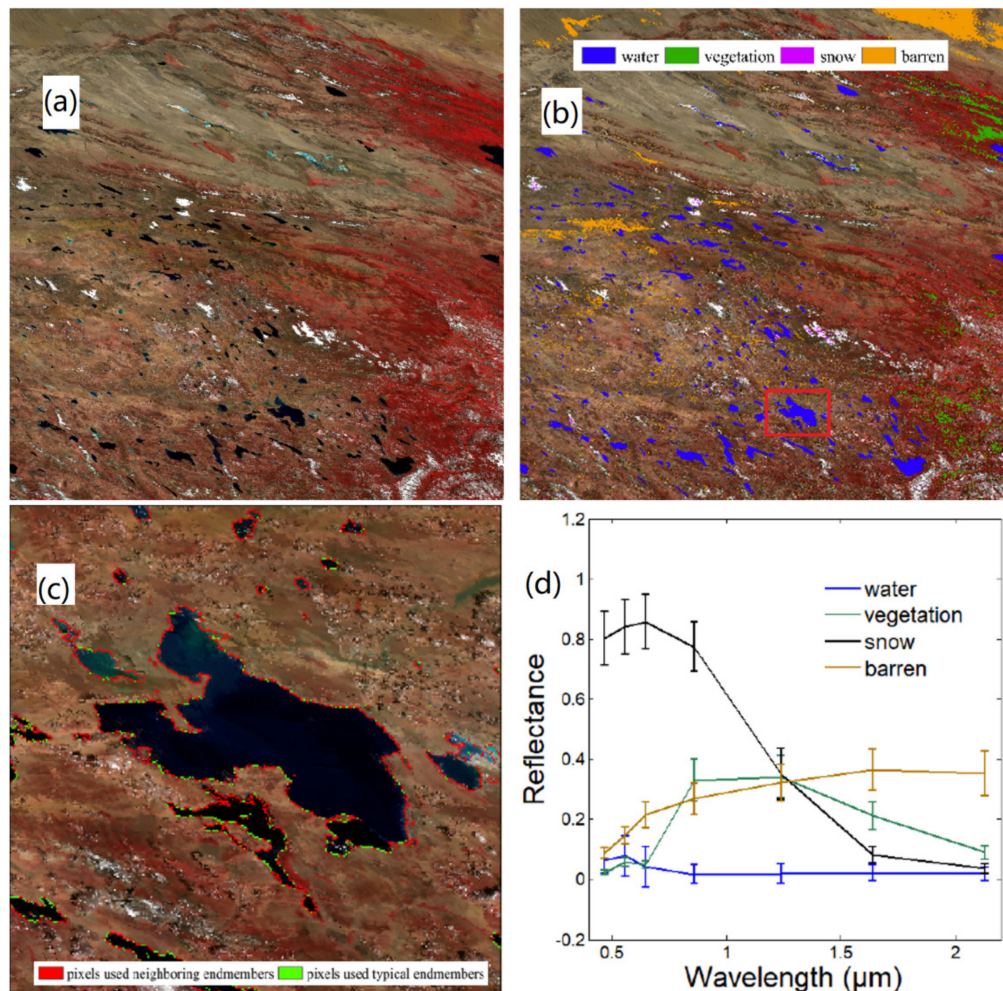 (a)
(b)
water vegetation snow barren
(c)
pixels used neighboring endmembers pixels used typical endmembers
(d)
1.2
1
0.8
0.6
0.4
0.2
0
-0.2
Reflectance
water
vegetation
snow
barren
0.5 1 1.5 2
Wavelength (μm)